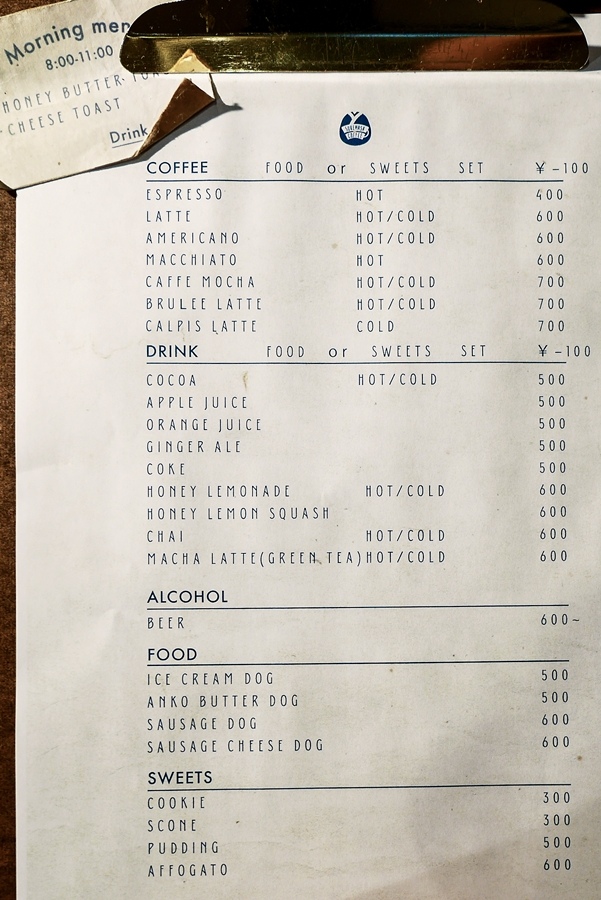 Morning men
8:00-11:00
HONEY BUTTER
CHEESE TOAST
Drink
COFFEE FOOD or SWEETS SET ¥-100
ESPRESSO HOT 400
LATTE HOT/COLD 600
AMERICANO HOT/COLD 600
MACCHIATO HOT 600
CAFFE MOCHA HOT/COLD 700
BRULEE LATTE HOT/COLD 700
CALPIS LATTE COLD 700
DRINK FOOD or SWEETS SET ¥-100
COCOA HOT/COLD 500
APPLE JUICE 500
ORANGE JUICE 500
GINGER ALE 500
COKE 500
HONEY LEMONADE HOT/COLD 600
HONEY LEMON SQUASH 600
CHAI HOT/COLD 600
MACHA LATTE(GREEN TEA)HOT/COLD 600
ALCOHOL
BEER 600~
FOOD
ICE CREAM DOG 500
ANKO BUTTER DOG 500
SAUSAGE DOG 600
SAUSAGE CHEESE DOG 600
SWEETS
COOKIE 300
SCONE 300
PUDDING 500
AFFOGATO 600